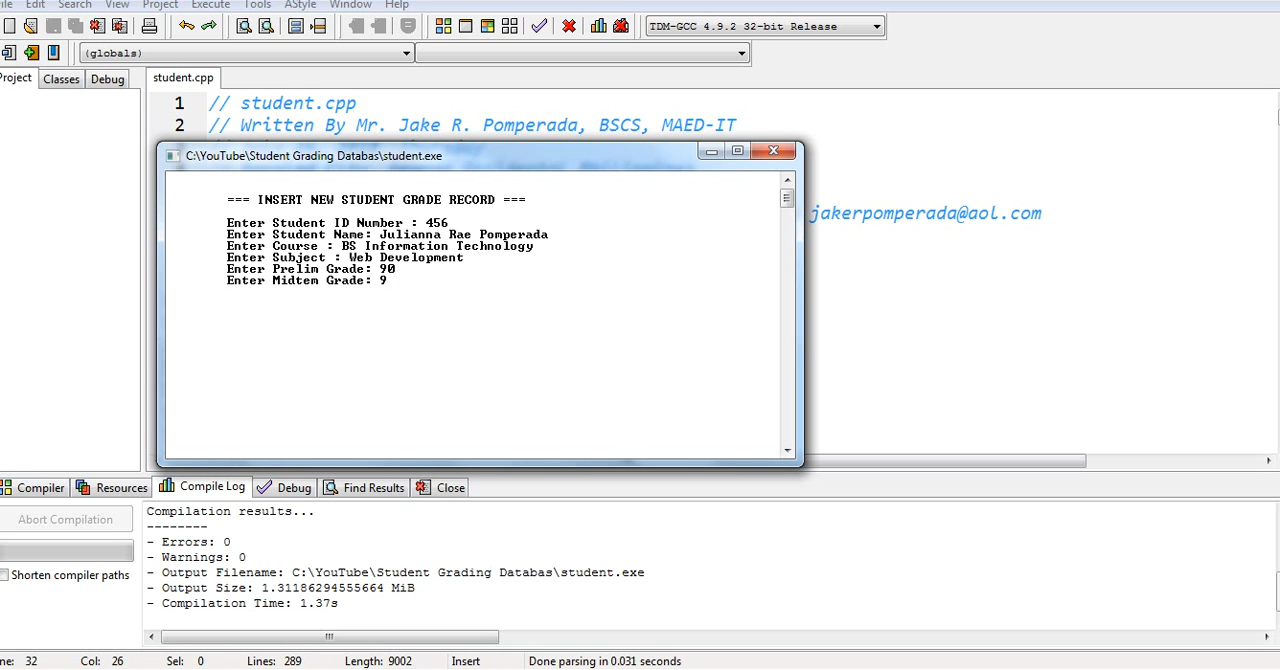 ile Edit Search View Project Execute Tools AStyle Window Help
TDM-GCC 4.9.2 32-bit Release
(globals)
Project Classes Debug
student.cpp
1 // student.cpp
2 // Written By Mr. Jake R. Pomperada, BSCS, MAED-IT
C:\YouTube\Student Grading Databas\student.exe
=== INSERT NEW STUDENT GRADE RECORD ===
jakerpomperada@aol.com
Enter Student ID Number : 456
Enter Student Name: Julianna Rae Pomperada
Enter Course : BS Information Technology
Enter Subject : Web Development
Enter Prelim Grade: 90
Enter Midtem Grade: 9
Compiler Resources Compile Log Debug Find Results Close
Abort Compilation
Shorten compiler paths
Compilation results...
--------
- Errors: 0
- Warnings: 0
- Output Filename: C:\YouTube\Student Grading Databas\student.exe
- Output Size: 1.31186294555664 MiB
- Compilation Time: 1.37s
ne: 32 Col: 26 Sel: 0 Lines: 289 Length: 9002 Insert Done parsing in 0.031 seconds